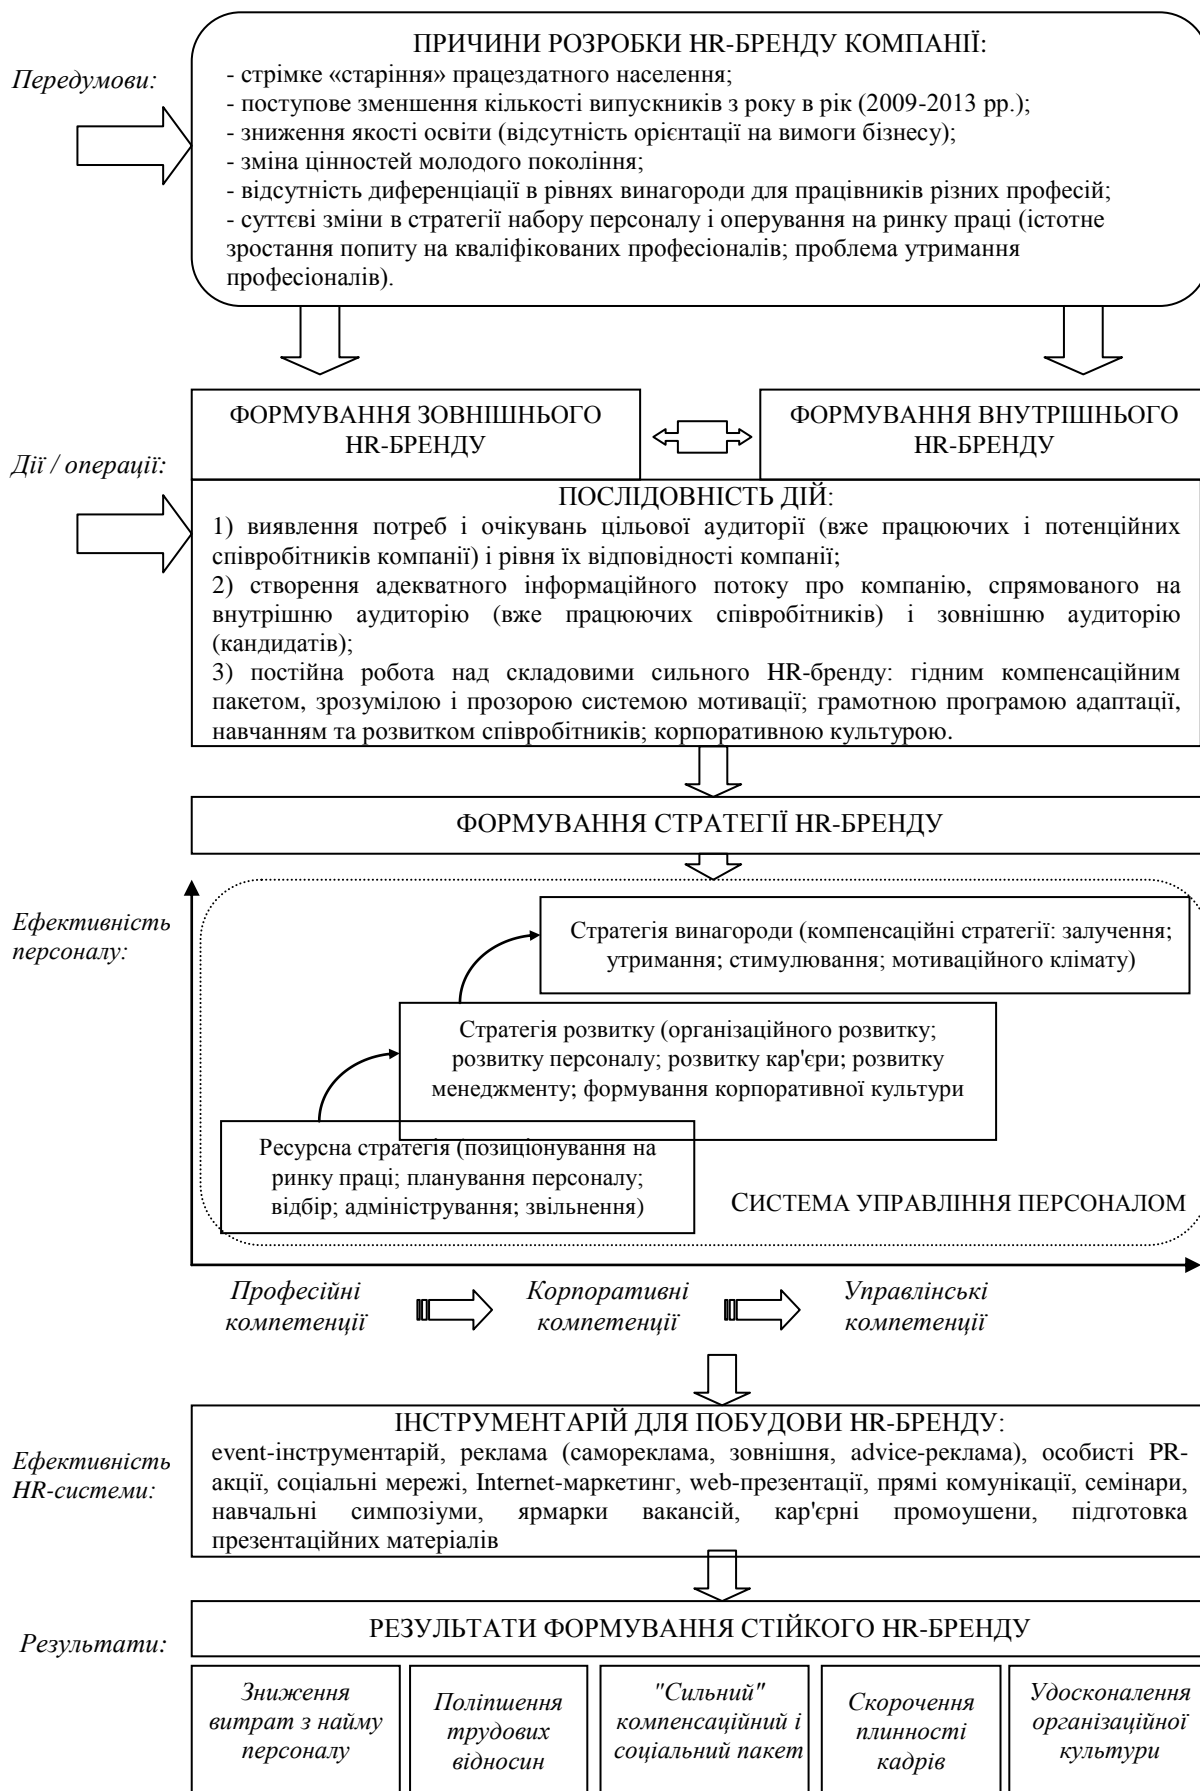 ПРИЧИНИ РОЗРОБКИ HR-БРЕНДУ КОМПАНІЇ:
Передумови:
- стрімке «старіння» працездатного населення;
- поступове зменшення кількості випускників з року в рік (2009-2013 рр.);
- зниження якості освіти (відсутність орієнтації на вимоги бізнесу);
- зміна цінностей молодого покоління;
- відсутність диференціації в рівнях винагороди для працівників різних професій;
- суттєві зміни в стратегії набору персоналу і оперування на ринку праці (істотне
зростання попиту на кваліфікованих професіоналів; проблема утримання
професіоналів).
ФОРМУВАННЯ ЗОВНІШНЬОГО
HR-БРЕНДУ
ФОРМУВАННЯ ВНУТРІШНЬОГО
HR-БРЕНДУ
Дії / операції:
ПОСЛІДОВНІСТЬ ДІЙ:
1) виявлення потреб і очікувань цільової аудиторії (вже працюючих і потенційних
співробітників компанії) і рівня їх відповідності компанії;
2) створення адекватного інформаційного потоку про компанію, спрямованого на
внутрішню аудиторію (вже працюючих співробітників) і зовнішню аудиторію
(кандидатів);
3) постійна робота над складовими сильного HR-бренду: гідним компенсаційним
пакетом, зрозумілою і прозорою системою мотивації; грамотною програмою адаптації,
навчанням та розвитком співробітників; корпоративною культурою.
ФОРМУВАННЯ СТРАТЕГІЇ HR-БРЕНДУ
Ефективність
персоналу:
Стратегія винагороди (компенсаційні стратегії: залучення;
утримання; стимулювання; мотиваційного клімату)
Стратегія розвитку (організаційного розвитку;
розвитку персоналу; розвитку кар'єри; розвитку
менеджменту; формування корпоративної культури
Ресурсна стратегія (позиціонування на
ринку праці; планування персоналу;
відбір; адміністрування; звільнення)
СИСТЕМА УПРАВЛІННЯ ПЕРСОНАЛОМ
Професійні
компетенції
Корпоративні
компетенції
Управлінські
компетенції
ІНСТРУМЕНТАРІЙ ДЛЯ ПОБУДОВИ HR-БРЕНДУ:
Ефективність
HR-системи:
event-інструментарій, реклама (самореклама, зовнішня, advice-реклама), особисті PR-
акції, соціальні мережі, Internet-маркетинг, web-презентації, прямі комунікації, семінари,
навчальні симпозіуми, ярмарки вакансій, кар'єрні промоушени, підготовка
презентаційних матеріалів
Результати:
РЕЗУЛЬТАТИ ФОРМУВАННЯ СТІЙКОГО HR-БРЕНДУ
Зниження
витрат з найму
персоналу
Поліпшення
трудових
відносин
"Сильний"
компенсаційний і
соціальний пакет
Скорочення
плинності
кадрів
Удосконалення
організаційної
культури